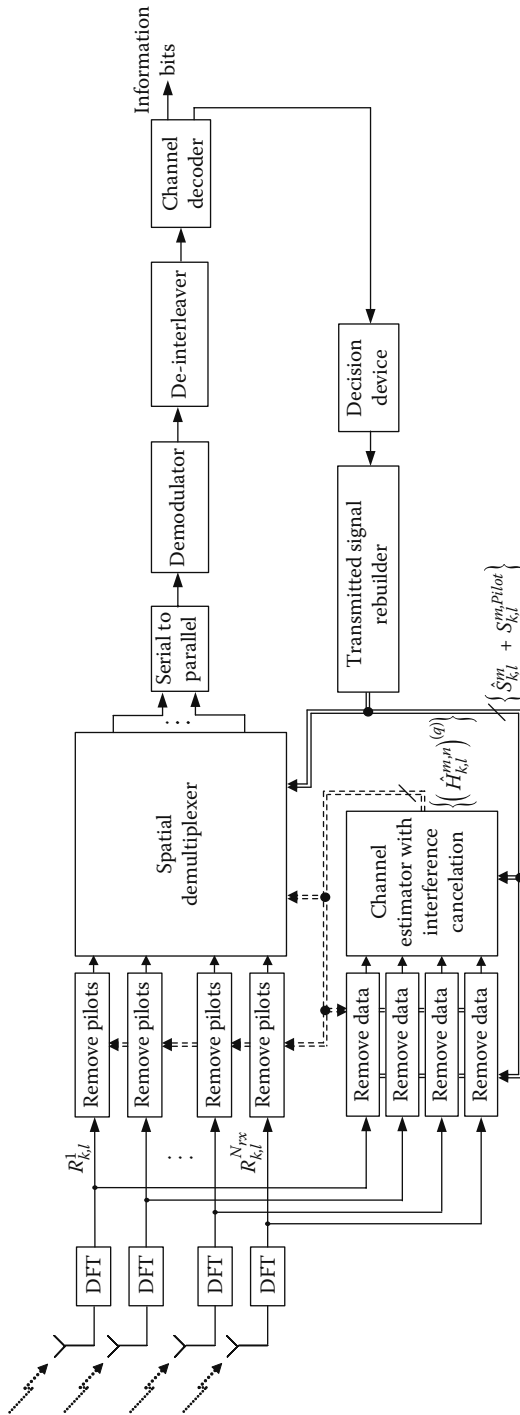 DFT
DFT
DFT
DFT
R^1_{k,l}
. . .
R^{N_{rx}}_{k,l}
Remove pilots
Remove pilots
Remove pilots
Remove pilots
Spatial
demultiplexer
. . .
Serial to
parallel
Demodulator
De-interleaver
Channel
decoder
Information
bits
Remove data
Remove data
Remove data
Remove data
Channel
estimator with
interference
cancelation
{(Ĥ^{m,n}_{k,l})^{(q)}}
Transmitted signal
rebuilder
Decision
device
{Ŝ^m_{k,l} + S^{m,Pilot}_{k,l}}